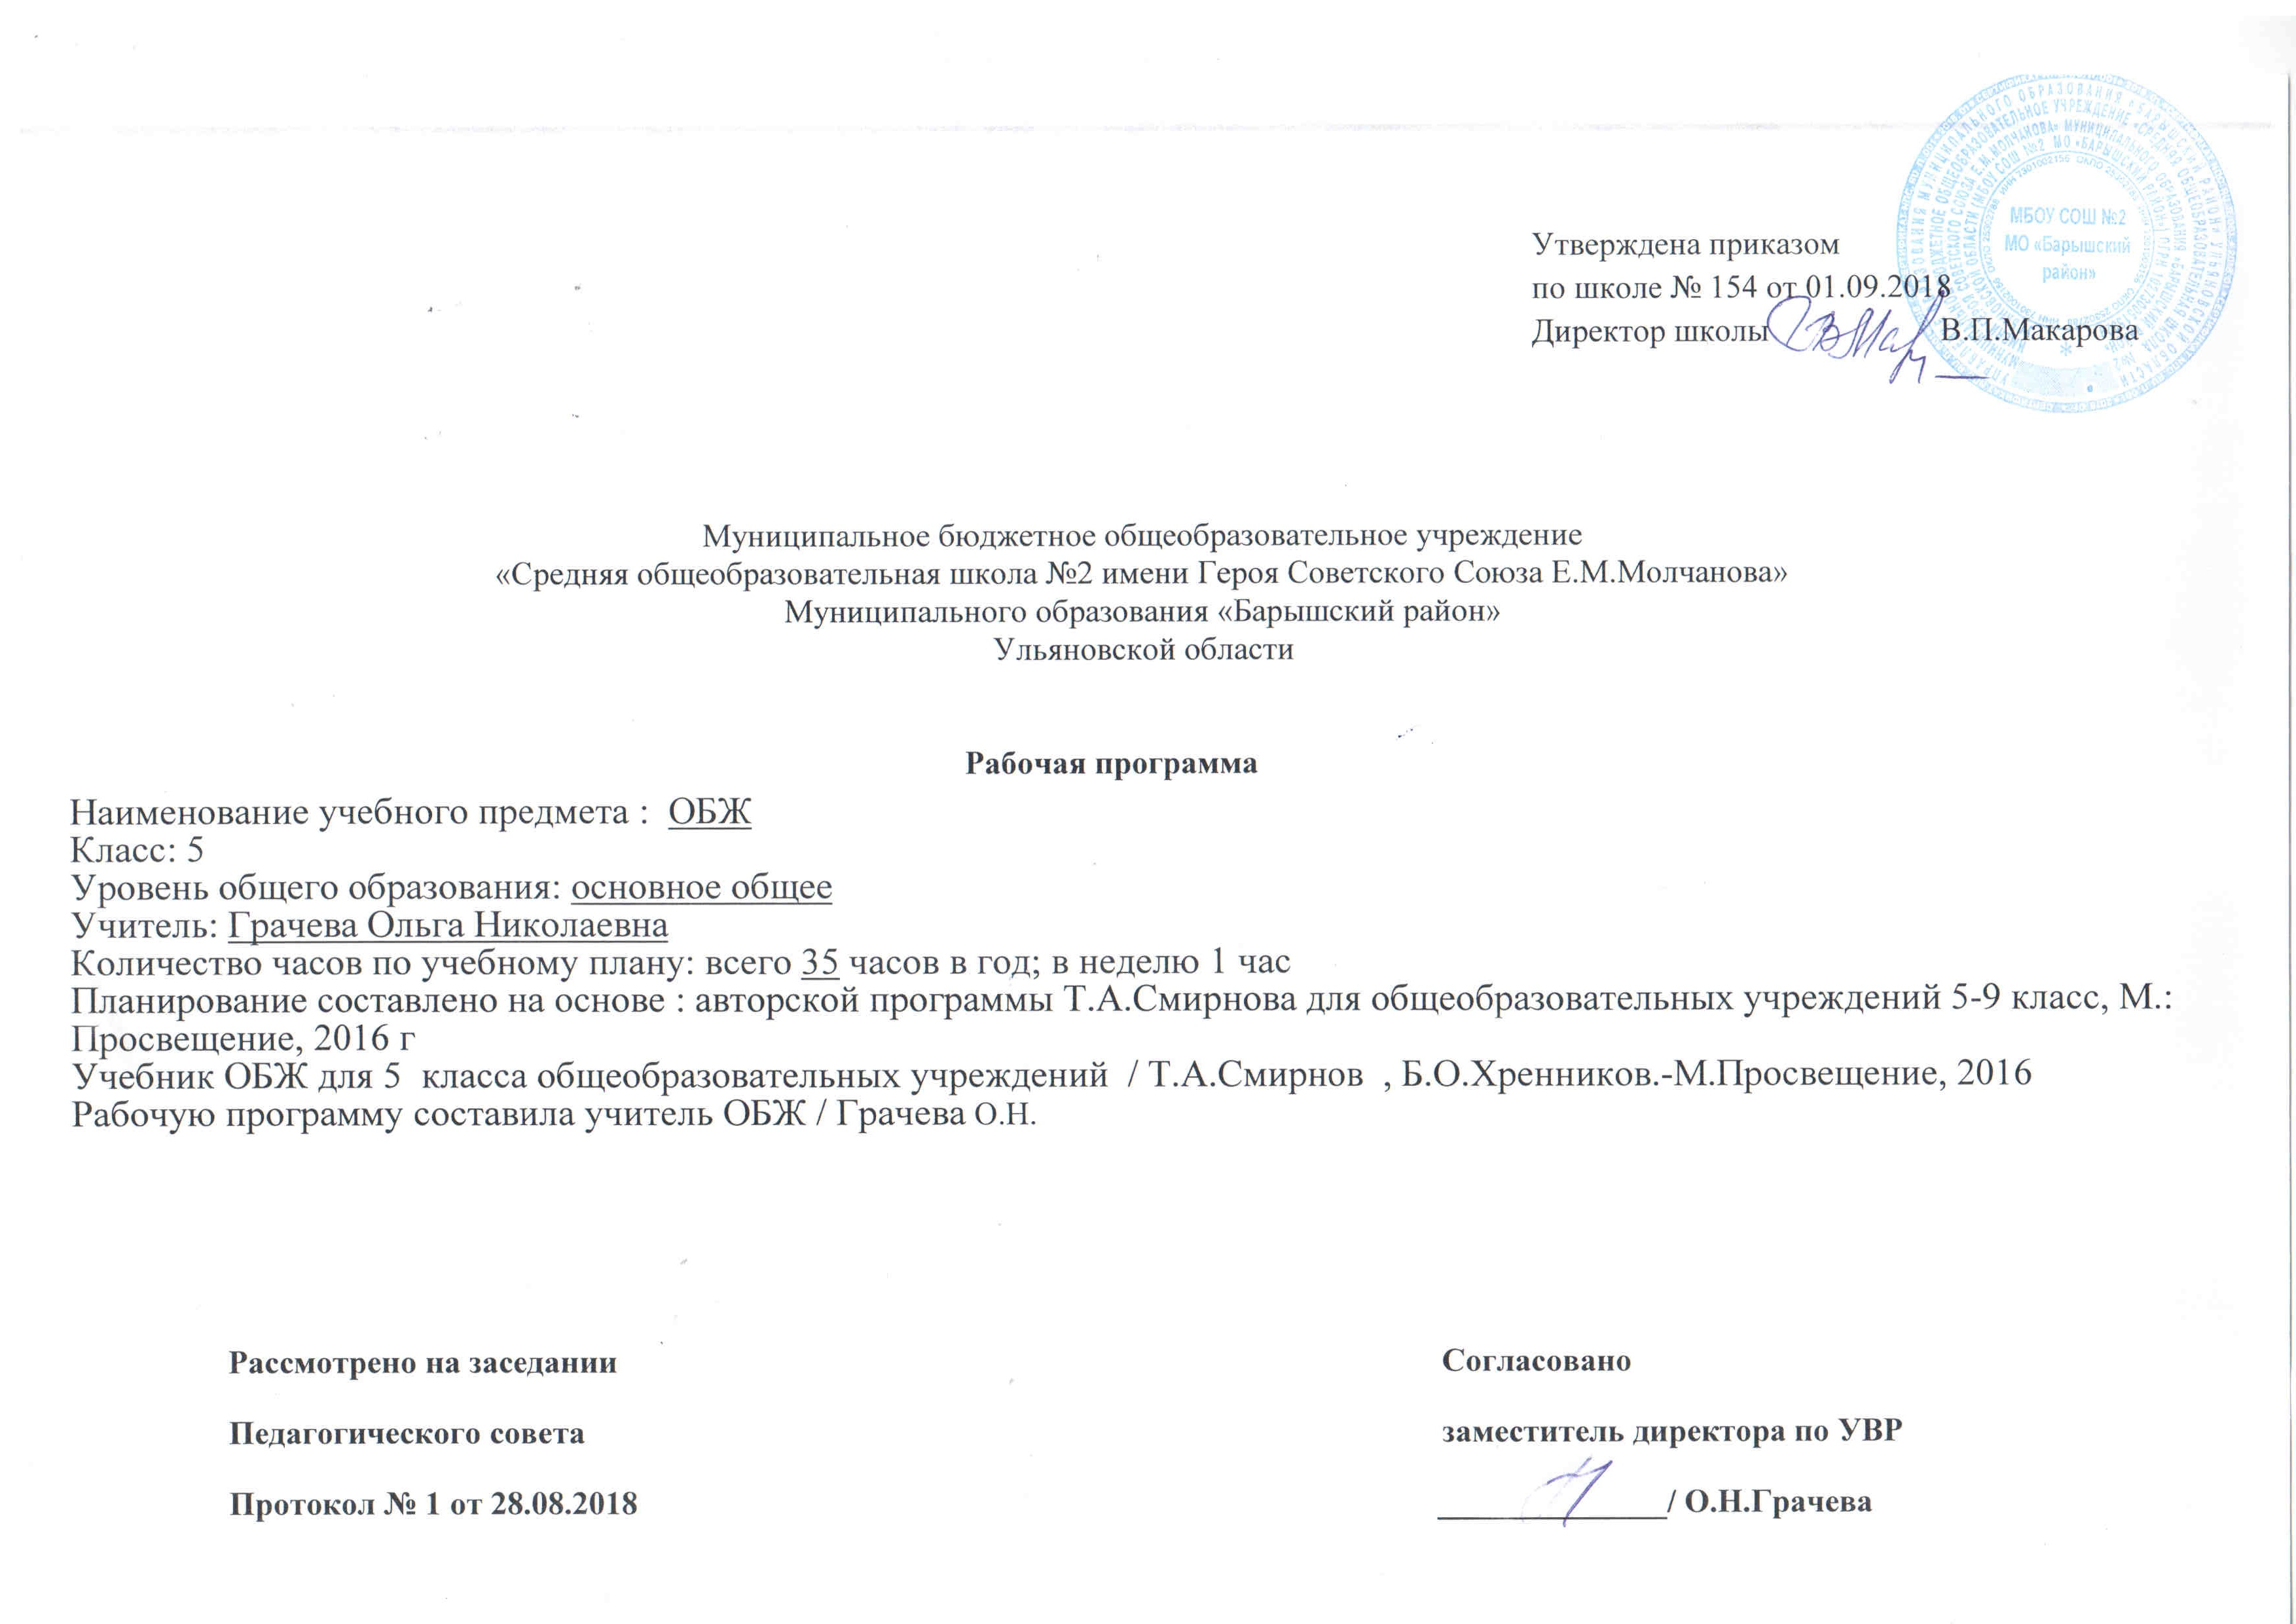 Утверждена приказом
по школе № 154 от 01.09.2018
Директор школы В.П.Макарова
МБОУ СОШ №2
МО «Барышский
район»
Муниципальное бюджетное общеобразовательное учреждение
«Средняя общеобразовательная школа №2 имени Героя Советского Союза Е.М.Молчанова»
Муниципального образования «Барышский район»
Ульяновской области
Рабочая программа
Наименование учебного предмета : ОБЖ
Класс: 5
Уровень общего образования: основное общее
Учитель: Грачева Ольга Николаевна
Количество часов по учебному плану: всего 35 часов в год; в неделю 1 час
Планирование составлено на основе : авторской программы Т.А.Смирнова для общеобразовательных учреждений 5-9 класс, М.:
Просвещение, 2016 г
Учебник ОБЖ для 5 класса общеобразовательных учреждений / Т.А.Смирнов , Б.О.Хренников.-М.Просвещение, 2016
Рабочую программу составила учитель ОБЖ / Грачева О.Н.
Рассмотрено на заседании
Педагогического совета
Протокол № 1 от 28.08.2018
Согласовано
заместитель директора по УВР
/ О.Н.Грачева